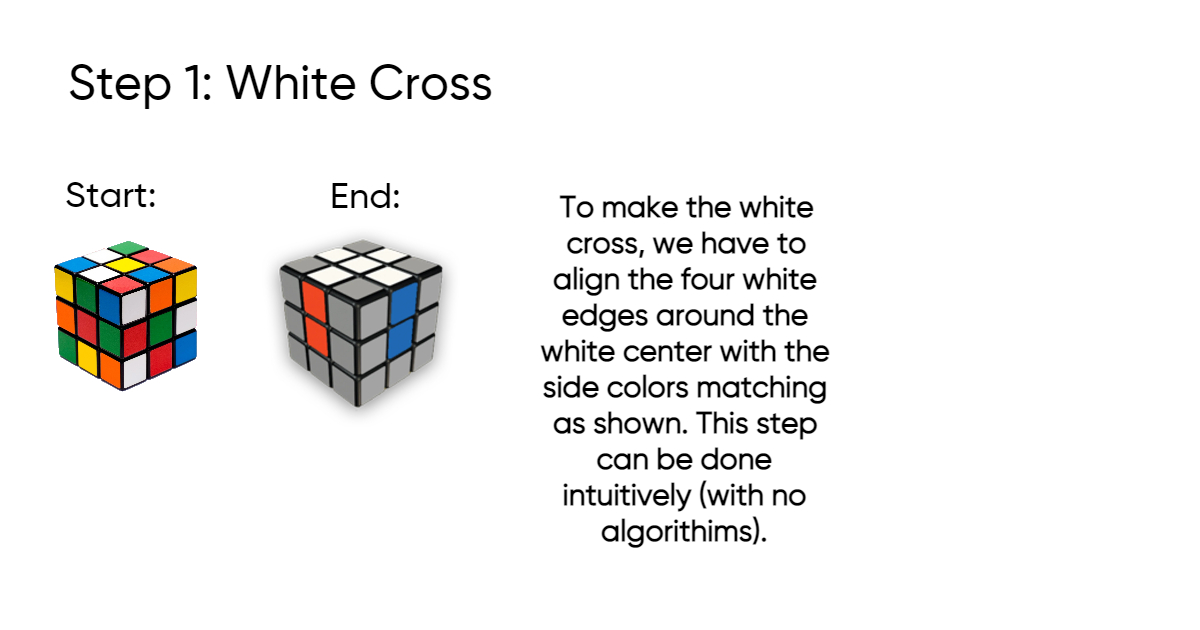 Step 1: White Cross
Start:
End:
To make the white
cross, we have to
align the four white
edges around the
white center with the
side colors matching
as shown. This step
can be done
intuitively (with no
algorithims).